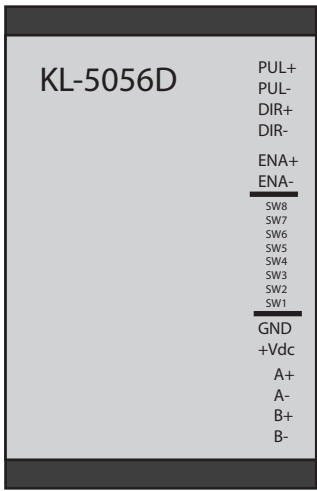 KL-5056D
PUL+
PUL-
DIR+
DIR-
ENA+
ENA-
SW8
SW7
SW6
SW5
SW4
SW3
SW2
SW1
GND
+Vdc
A+
A-
B+
B-